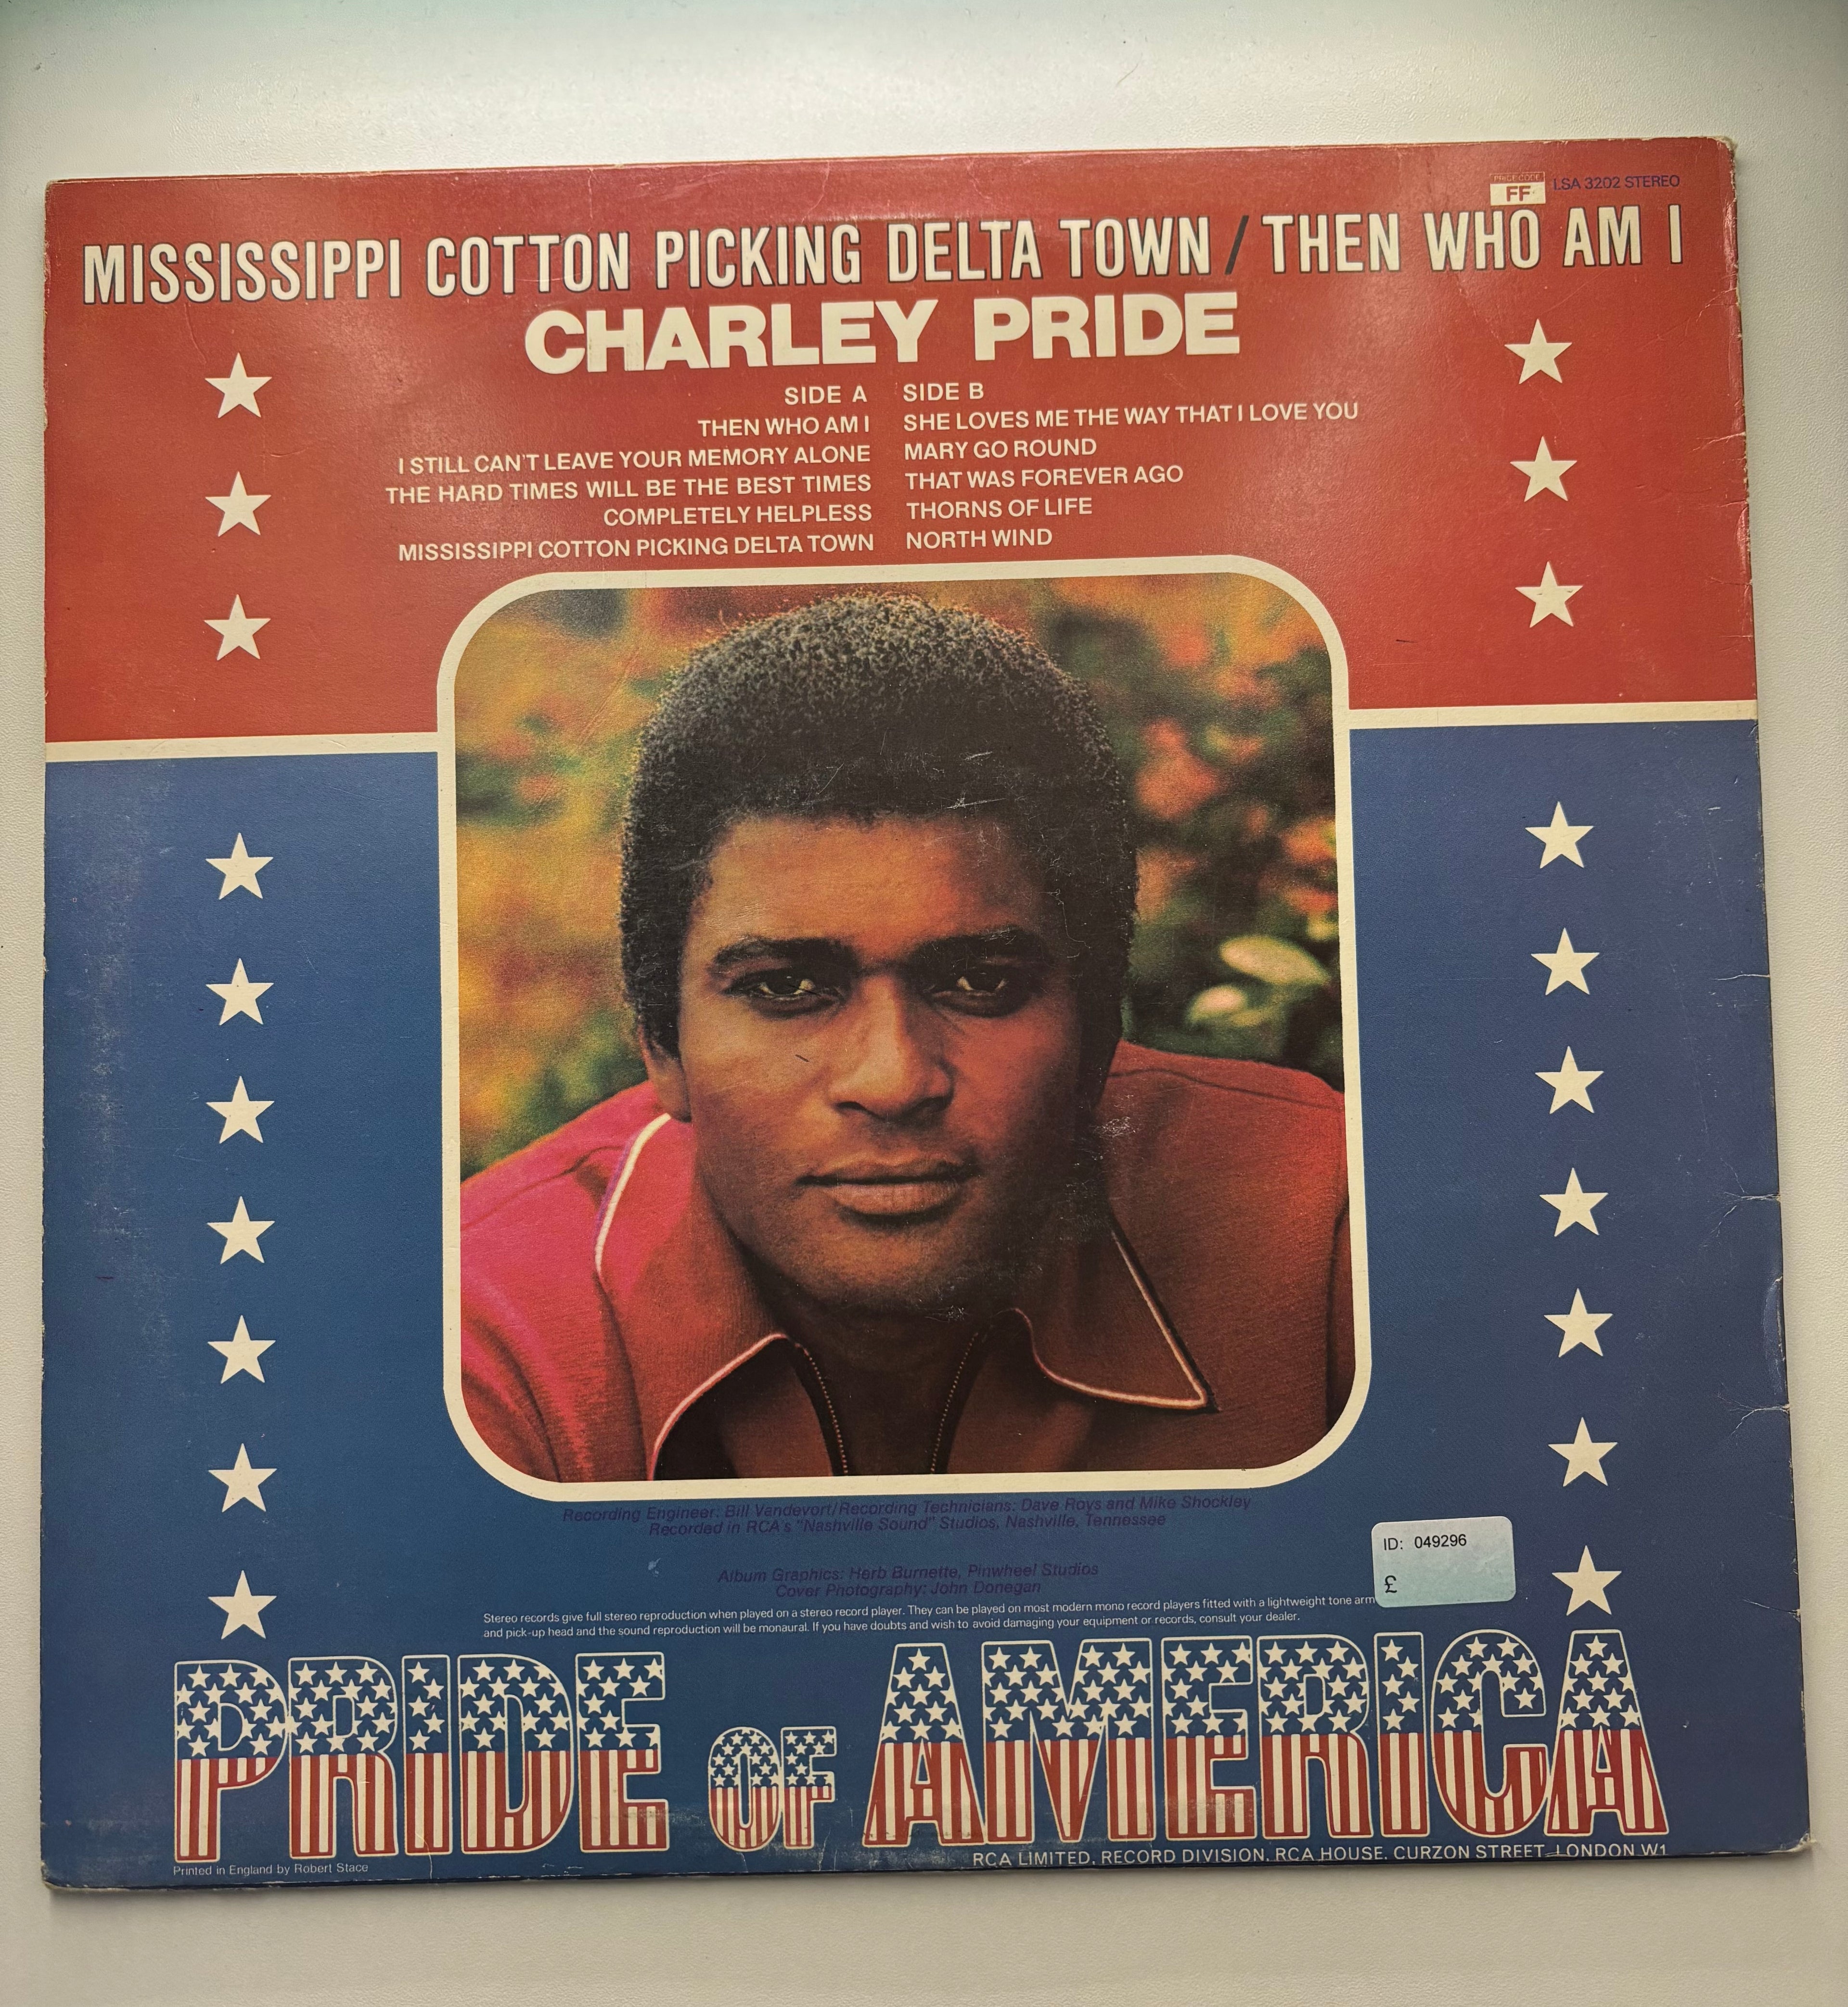 PRICE CODE
FF
LSA 3202 STEREO
MISSISSIPPI COTTON PICKING DELTA TOWN / THEN WHO AM I
CHARLEY PRIDE
SIDE A
THEN WHO AM I
I STILL CAN'T LEAVE YOUR MEMORY ALONE
THE HARD TIMES WILL BE THE BEST TIMES
COMPLETELY HELPLESS
MISSISSIPPI COTTON PICKING DELTA TOWN
SIDE B
SHE LOVES ME THE WAY THAT I LOVE YOU
MARY GO ROUND
THAT WAS FOREVER AGO
THORNS OF LIFE
NORTH WIND
Recording Engineer: Bill Vandevort/Recording Technicians: Dave Roys and Mike Shockley
Recorded in RCA's "Nashville Sound" Studios, Nashville, Tennessee
Album Graphics: Herb Burnette, Pinwheel Studios
Cover Photography: John Donegan
ID: 049296
£
Stereo records give full stereo reproduction when played on a stereo record player. They can be played on most modern mono record players fitted with a lightweight tone arm
and pick-up head and the sound reproduction will be monaural. If you have doubts and wish to avoid damaging your equipment or records, consult your dealer.
PRIDE OF AMERICA
Printed in England by Robert Stace
RCA LIMITED, RECORD DIVISION, RCA HOUSE, CURZON STREET, LONDON W1